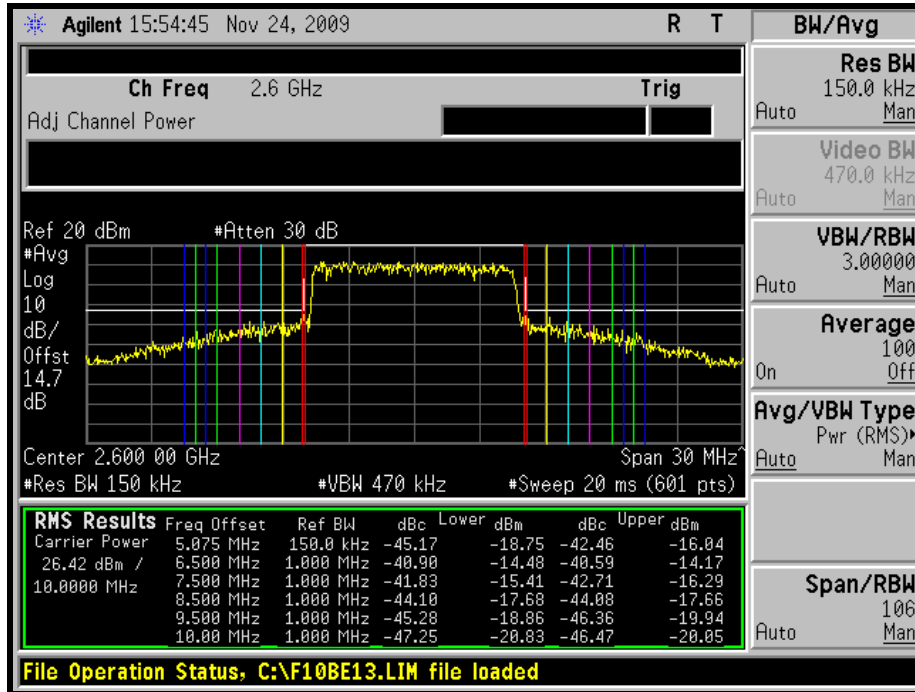 Agilent 15:54:45 Nov 24, 2009 R T
Ch Freq 2.6 GHz Trig
Adj Channel Power
Ref 20 dBm #Atten 30 dB
#Avg
Log
10
dB/
Offst
14.7
dB
Center 2.600 00 GHz Span 30 MHz^
#Res BW 150 kHz #VBW 470 kHz #Sweep 20 ms (601 pts)
RMS Results Freq Offset Ref BW dBc Lower dBm dBc Upper dBm
Carrier Power 5.075 MHz 150.0 kHz -45.17 -18.75 -42.46 -16.04
26.42 dBm / 6.500 MHz 1.000 MHz -40.90 -14.48 -40.59 -14.17
10.0000 MHz 7.500 MHz 1.000 MHz -41.83 -15.41 -42.71 -16.29
8.500 MHz 1.000 MHz -44.10 -17.68 -44.08 -17.66
9.500 MHz 1.000 MHz -45.28 -18.86 -46.36 -19.94
10.00 MHz 1.000 MHz -47.25 -20.83 -46.47 -20.05
File Operation Status, C:\F10BE13.LIM file loaded
BW/Avg
Res BW
150.0 kHz
Auto Man
Video BW
470.0 kHz
Auto Man
VBW/RBW
3.00000
Auto Man
Average
100
On Off
Avg/VBW Type
Pwr (RMS)▸
Auto Man
Span/RBW
106
Auto Man